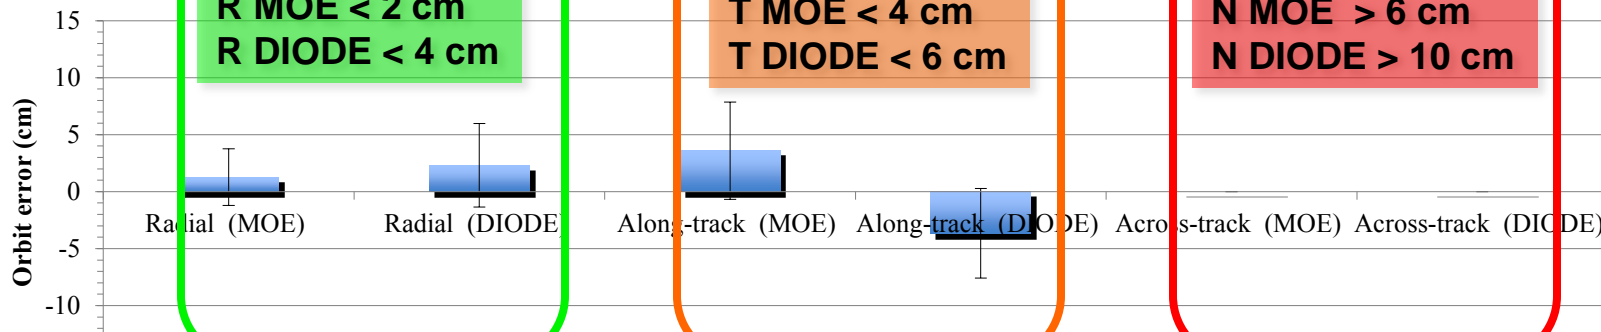 R MOE < 2 cm
R DIODE < 4 cm
T MOE < 4 cm
T DIODE < 6 cm
N MOE > 6 cm
N DIODE > 10 cm
Orbit error (cm)
15
10
5
0
-5
-10
Radial (MOE)
Radial (DIODE)
Along-track (MOE)
Along-track (DIODE)
Across-track (MOE)
Across-track (DIODE)